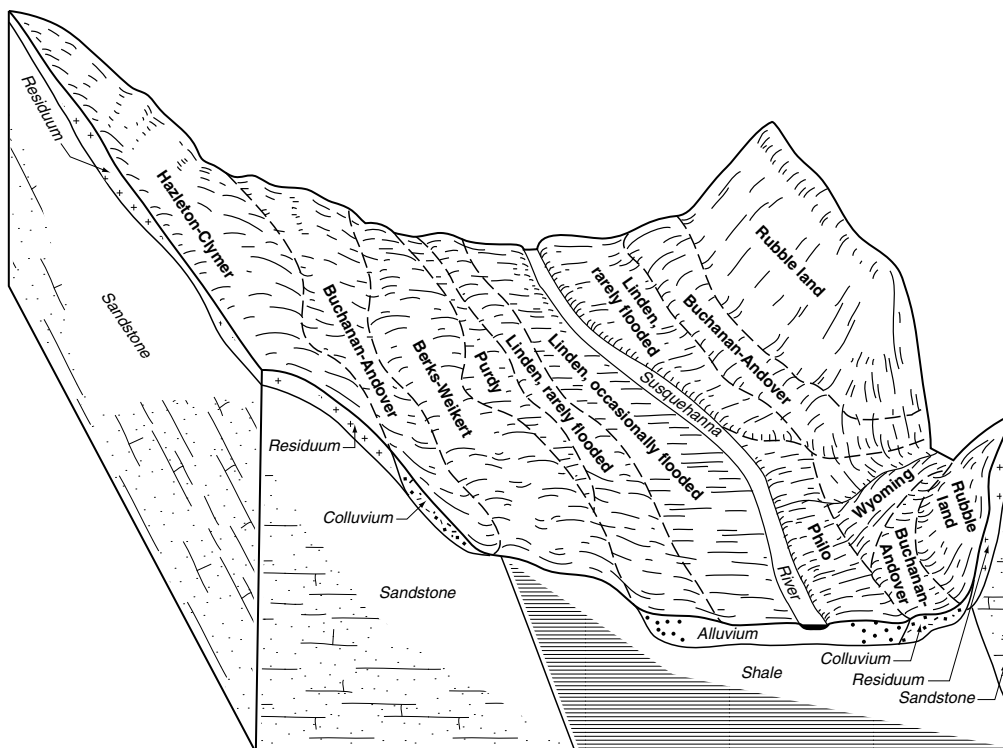 Residuum
Hazleton-Clymer
Sandstone
Buchanan-Andover
Berks-Weikert
Purdy
Linden, rarely flooded
Linden, occasionally flooded
Linden,
rarely flooded
Buchanan-Andover
Rubble land
Susquehanna
River
Philo
Wyoming
Buchanan-
Andover
Rubble
land
Residuum
Colluvium
Sandstone
Alluvium
Shale
Colluvium
Residuum
Sandstone